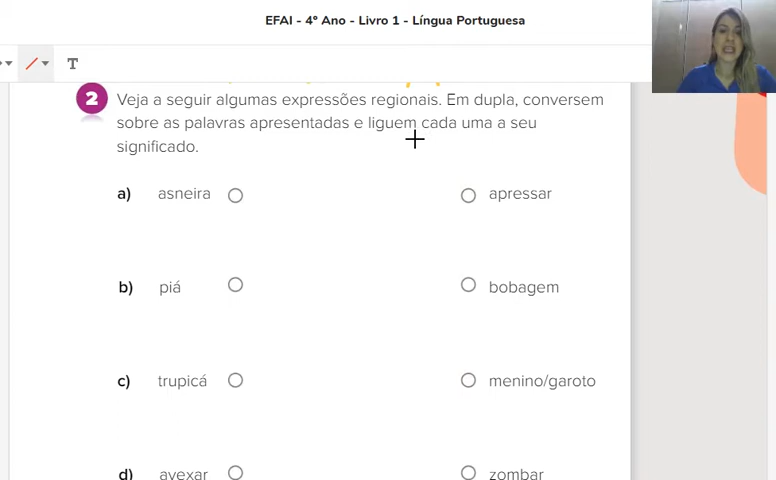 EFAI - 4º Ano - Livro 1 - Língua Portuguesa
T
2 Veja a seguir algumas expressões regionais. Em dupla, conversem
sobre as palavras apresentadas e liguem cada uma a seu
significado.
a) asneira apressar
b) piá bobagem
c) trupicá menino/garoto
d) avexar zombar